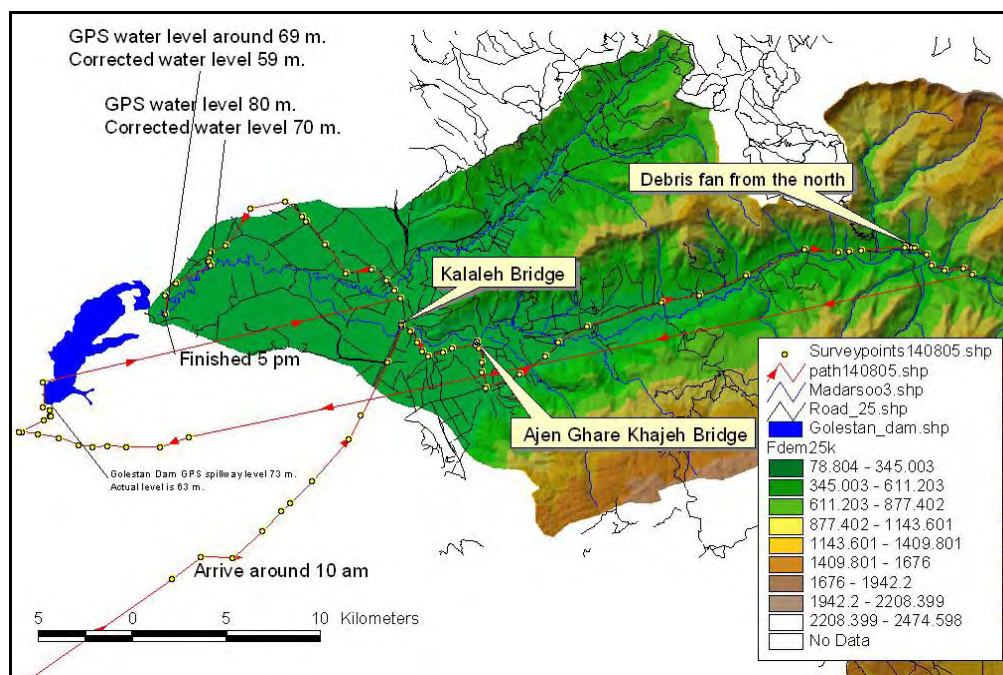 GPS water level around 69 m.
Corrected water level 59 m.
GPS water level 80 m.
Corrected water level 70 m.
Debris fan from the north
Kalaleh Bridge
Finished 5 pm
Ajen Ghare Khajeh Bridge
Golestan Dam GPS spillway level 73 m.
Actual level is 63 m.
Arrive around 10 am
5 0 5 10 Kilometers
Surveypoints140805.shp
path140805.shp
Madarsoo3.shp
Road_25.shp
Golestan_dam.shp
Fdem25k
78.804 - 345.003
345.003 - 611.203
611.203 - 877.402
877.402 - 1143.601
1143.601 - 1409.801
1409.801 - 1676
1676 - 1942.2
1942.2 - 2208.399
2208.399 - 2474.598
No Data